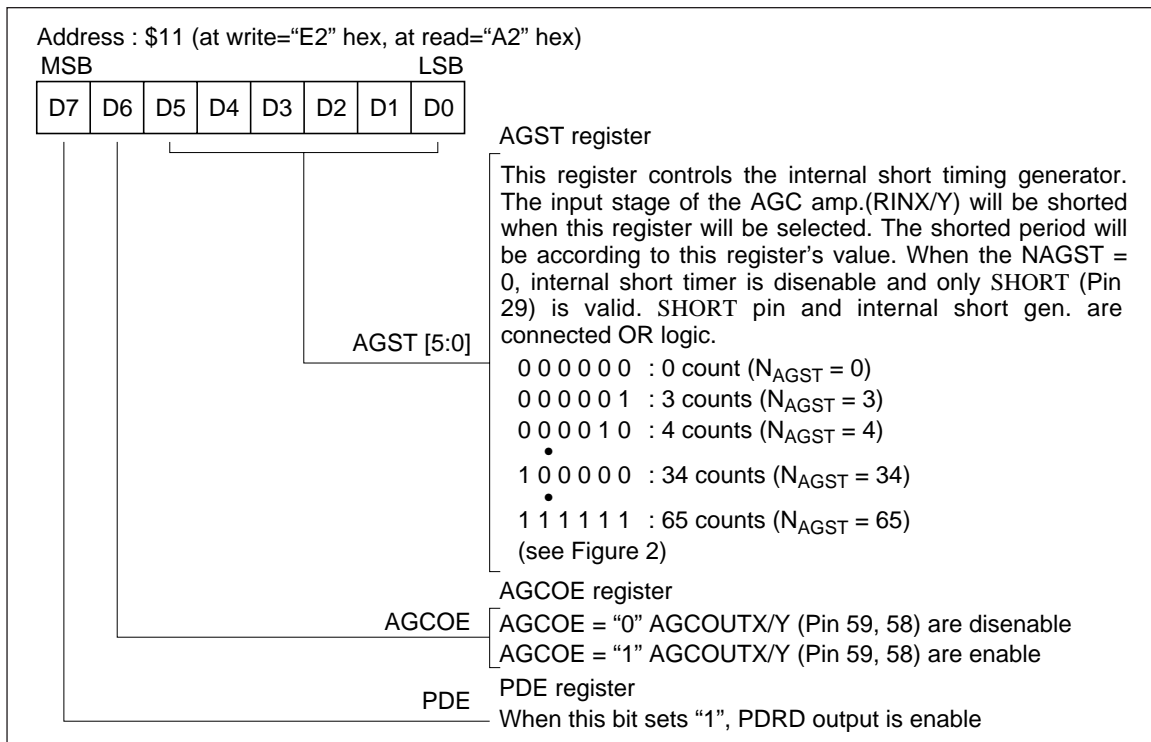 Address : $11 (at write=“E2” hex, at read=“A2” hex)
MSB LSB
D7 D6 D5 D4 D3 D2 D1 D0
AGST register
This register controls the internal short timing generator.
The input stage of the AGC amp.(RINX/Y) will be shorted
when this register will be selected. The shorted period will
be according to this register’s value. When the NAGST =
0, internal short timer is disenable and only SHORT (Pin
29) is valid. SHORT pin and internal short gen. are
connected OR logic.
AGST [5:0]
0 0 0 0 0 0 : 0 count (NAGST = 0)
0 0 0 0 0 1 : 3 counts (NAGST = 3)
0 0 0 0 1 0 : 4 counts (NAGST = 4)
•
1 0 0 0 0 0 : 34 counts (NAGST = 34)
•
1 1 1 1 1 1 : 65 counts (NAGST = 65)
(see Figure 2)
AGCOE register
AGCOE
AGCOE = “0” AGCOUTX/Y (Pin 59, 58) are disenable
AGCOE = “1” AGCOUTX/Y (Pin 59, 58) are enable
PDE
PDE register
When this bit sets “1”, PDRD output is enable